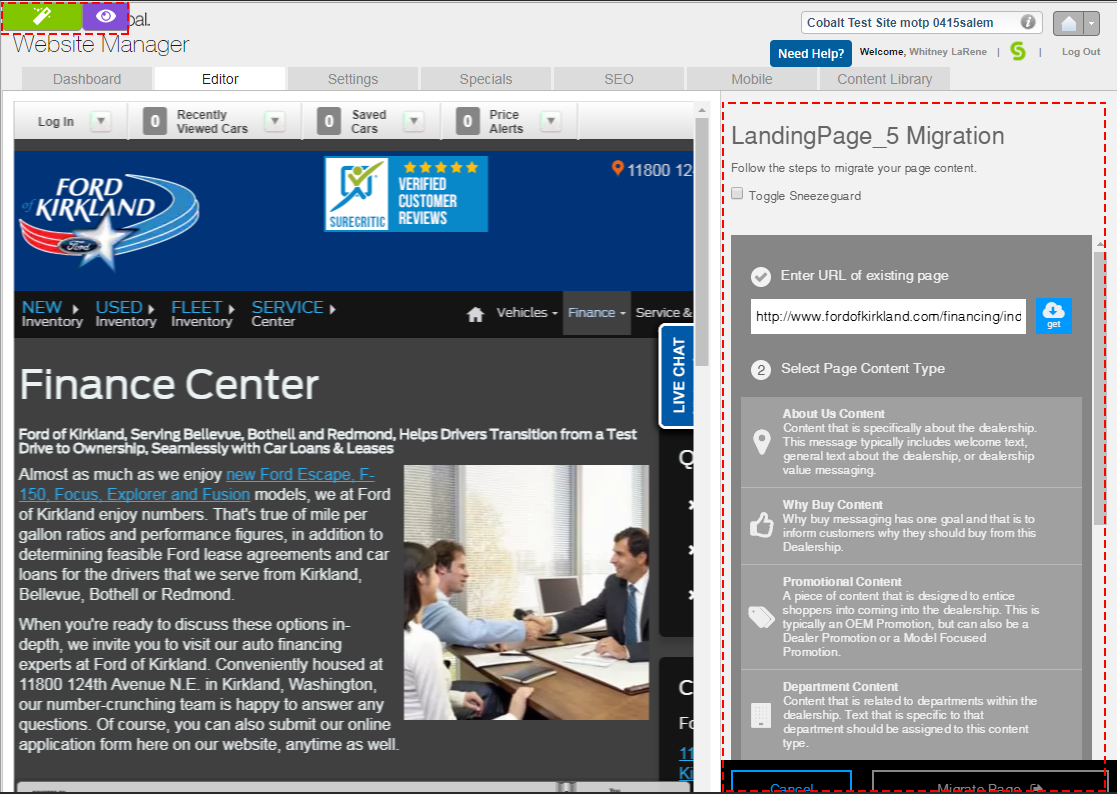 bal.
Website Manager
Cobalt Test Site motp 0415salem
Need Help?
Welcome, Whitney LaRene | S | Log Out
Dashboard
Editor
Settings
Specials
SEO
Mobile
Content Library
Log In
0
Recently
Viewed Cars
0
Saved
Cars
0
Price
Alerts
FORD
of KIRKLAND
Ford
SURECRITIC
VERIFIED
CUSTOMER
REVIEWS
11800 12
NEW
Inventory
USED
Inventory
FLEET
Inventory
SERVICE
Center
Vehicles
Finance
Service &
LIVE CHAT
Finance Center
Ford of Kirkland, Serving Bellevue, Bothell and Redmond, Helps Drivers Transition from a Test
Drive to Ownership, Seamlessly with Car Loans & Leases
Almost as much as we enjoy new Ford Escape, F-
150, Focus, Explorer and Fusion models, we at Ford
of Kirkland enjoy numbers. That's true of mile per
gallon ratios and performance figures, in addition to
determining feasible Ford lease agreements and car
loans for the drivers that we serve from Kirkland,
Bellevue, Bothell or Redmond.
When you're ready to discuss these options in-
depth, we invite you to visit our auto financing
experts at Ford of Kirkland. Conveniently housed at
11800 124th Avenue N.E. in Kirkland, Washington,
our number-crunching team is happy to answer any
questions. Of course, you can also submit our online
application form here on our website, anytime as well.
Q
C
Fo
11
Ki
LandingPage_5 Migration
Follow the steps to migrate your page content.
Toggle Sneezeguard
Enter URL of existing page
http://www.fordofkirkland.com/financing/ind
get
2 Select Page Content Type
About Us Content
Content that is specifically about the dealership.
This message typically includes welcome text,
general text about the dealership, or dealership
value messaging.
Why Buy Content
Why buy messaging has one goal and that is to
inform customers why they should buy from this
Dealership.
Promotional Content
A piece of content that is designed to entice
shoppers into coming into the dealership. This is
typically an OEM Promotion, but can also be a
Dealer Promotion or a Model Focused
Promotion.
Department Content
Content that is related to departments within the
dealership. Text that is specific to that
department should be assigned to this content
type.
Cancel
Migrate Page